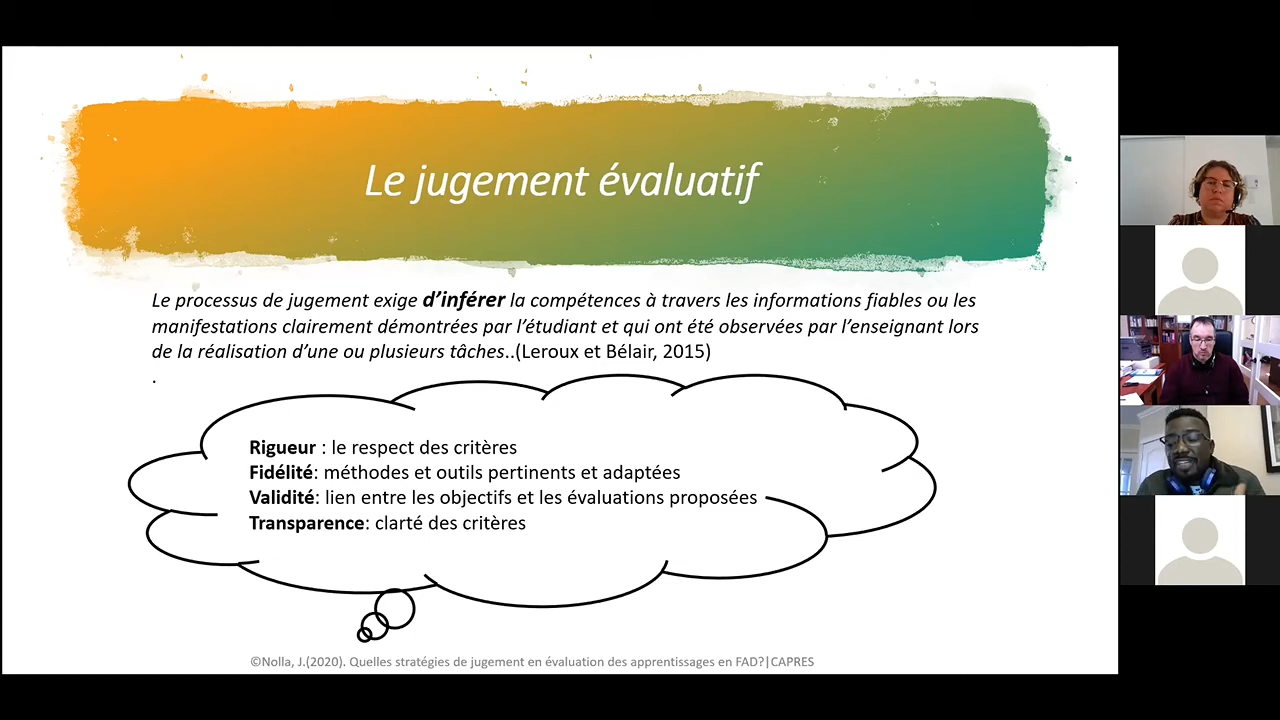 Le jugement évaluatif
Le processus de jugement exige d’inférer la compétences à travers les informations fiables ou les
manifestations clairement démontrées par l’étudiant et qui ont été observées par l’enseignant lors
de la réalisation d’une ou plusieurs tâches..(Leroux et Bélair, 2015)
.
Rigueur : le respect des critères
Fidélité: méthodes et outils pertinents et adaptées
Validité: lien entre les objectifs et les évaluations proposées
Transparence: clarté des critères
©Nolla, J.(2020). Quelles stratégies de jugement en évaluation des apprentissages en FAD?|CAPRES